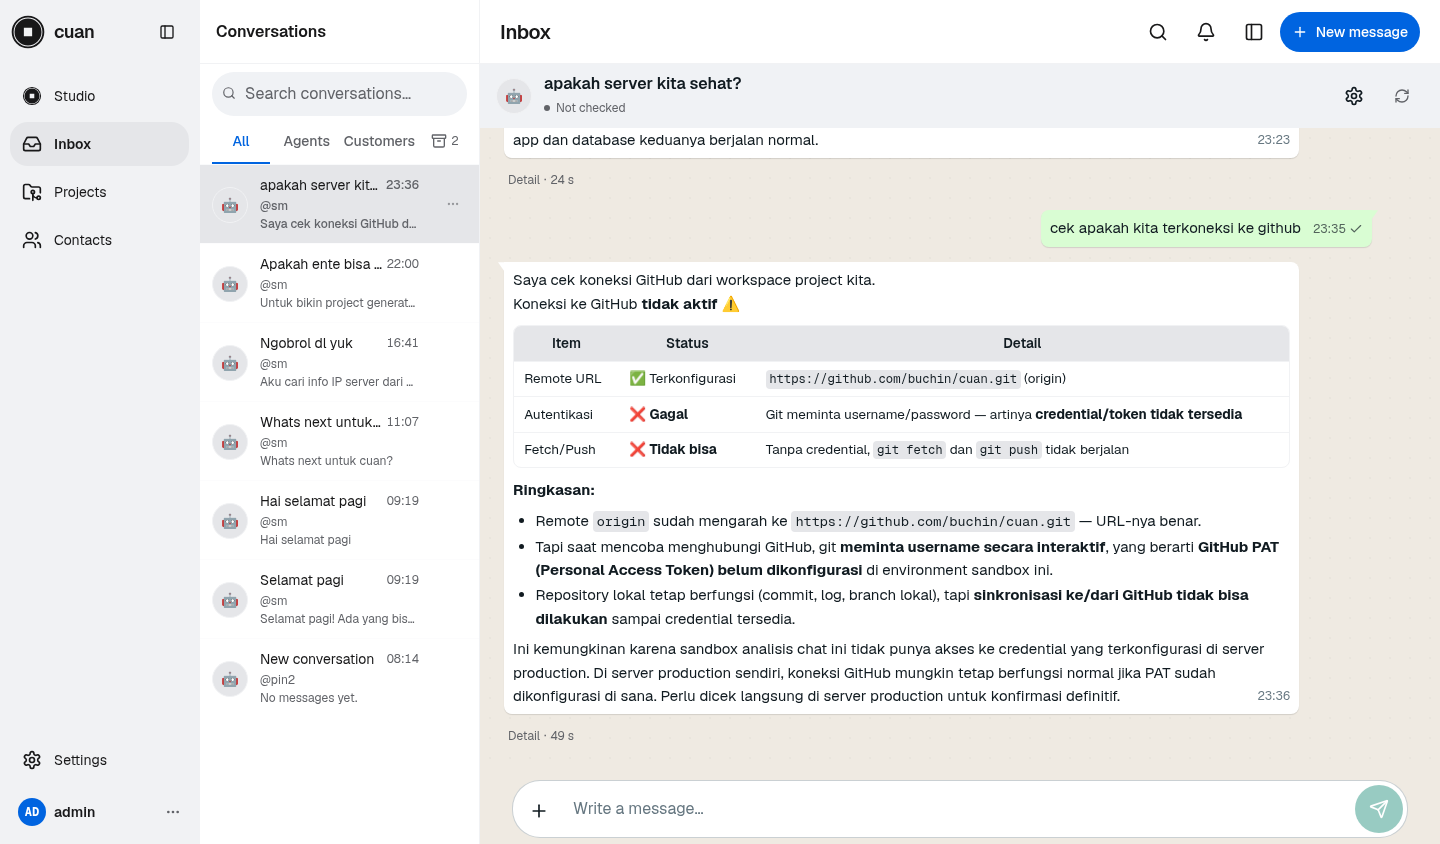 cuan
Studio
Inbox
Projects
Contacts
Settings
AD admin
Conversations
Search conversations...
All Agents Customers 2
apakah server kit... 23:36
@sm
Saya cek koneksi GitHub d...
Apakah ente bisa ... 22:00
@sm
Untuk bikin project generat...
Ngobrol dl yuk 16:41
@sm
Aku cari info IP server dari ...
Whats next untuk... 11:07
@sm
Whats next untuk cuan?
Hai selamat pagi 09:19
@sm
Hai selamat pagi
Selamat pagi 09:19
@sm
Selamat pagi! Ada yang bis...
New conversation 08:14
@pin2
No messages yet.
Inbox
New message
apakah server kita sehat?
Not checked
app dan database keduanya berjalan normal. 23:23
Detail · 24 s
cek apakah kita terkoneksi ke github 23:35
Saya cek koneksi GitHub dari workspace project kita.
Koneksi ke GitHub tidak aktif ⚠️
Item Status Detail
Remote URL ✅ Terkonfigurasi https://github.com/buchin/cuan.git (origin)
Autentikasi ❌ Gagal Git meminta username/password — artinya credential/token tidak tersedia
Fetch/Push ❌ Tidak bisa Tanpa credential, git fetch dan git push tidak berjalan
Ringkasan:
• Remote origin sudah mengarah ke https://github.com/buchin/cuan.git — URL-nya benar.
• Tapi saat mencoba menghubungi GitHub, git meminta username secara interaktif, yang berarti GitHub PAT
(Personal Access Token) belum dikonfigurasi di environment sandbox ini.
• Repository lokal tetap berfungsi (commit, log, branch lokal), tapi sinkronisasi ke/dari GitHub tidak bisa
dilakukan sampai credential tersedia.
Ini kemungkinan karena sandbox analisis chat ini tidak punya akses ke credential yang terkonfigurasi di server
production. Di server production sendiri, koneksi GitHub mungkin tetap berfungsi normal jika PAT sudah
dikonfigurasi di sana. Perlu dicek langsung di server production untuk konfirmasi definitif. 23:36
Detail · 49 s
Write a message...